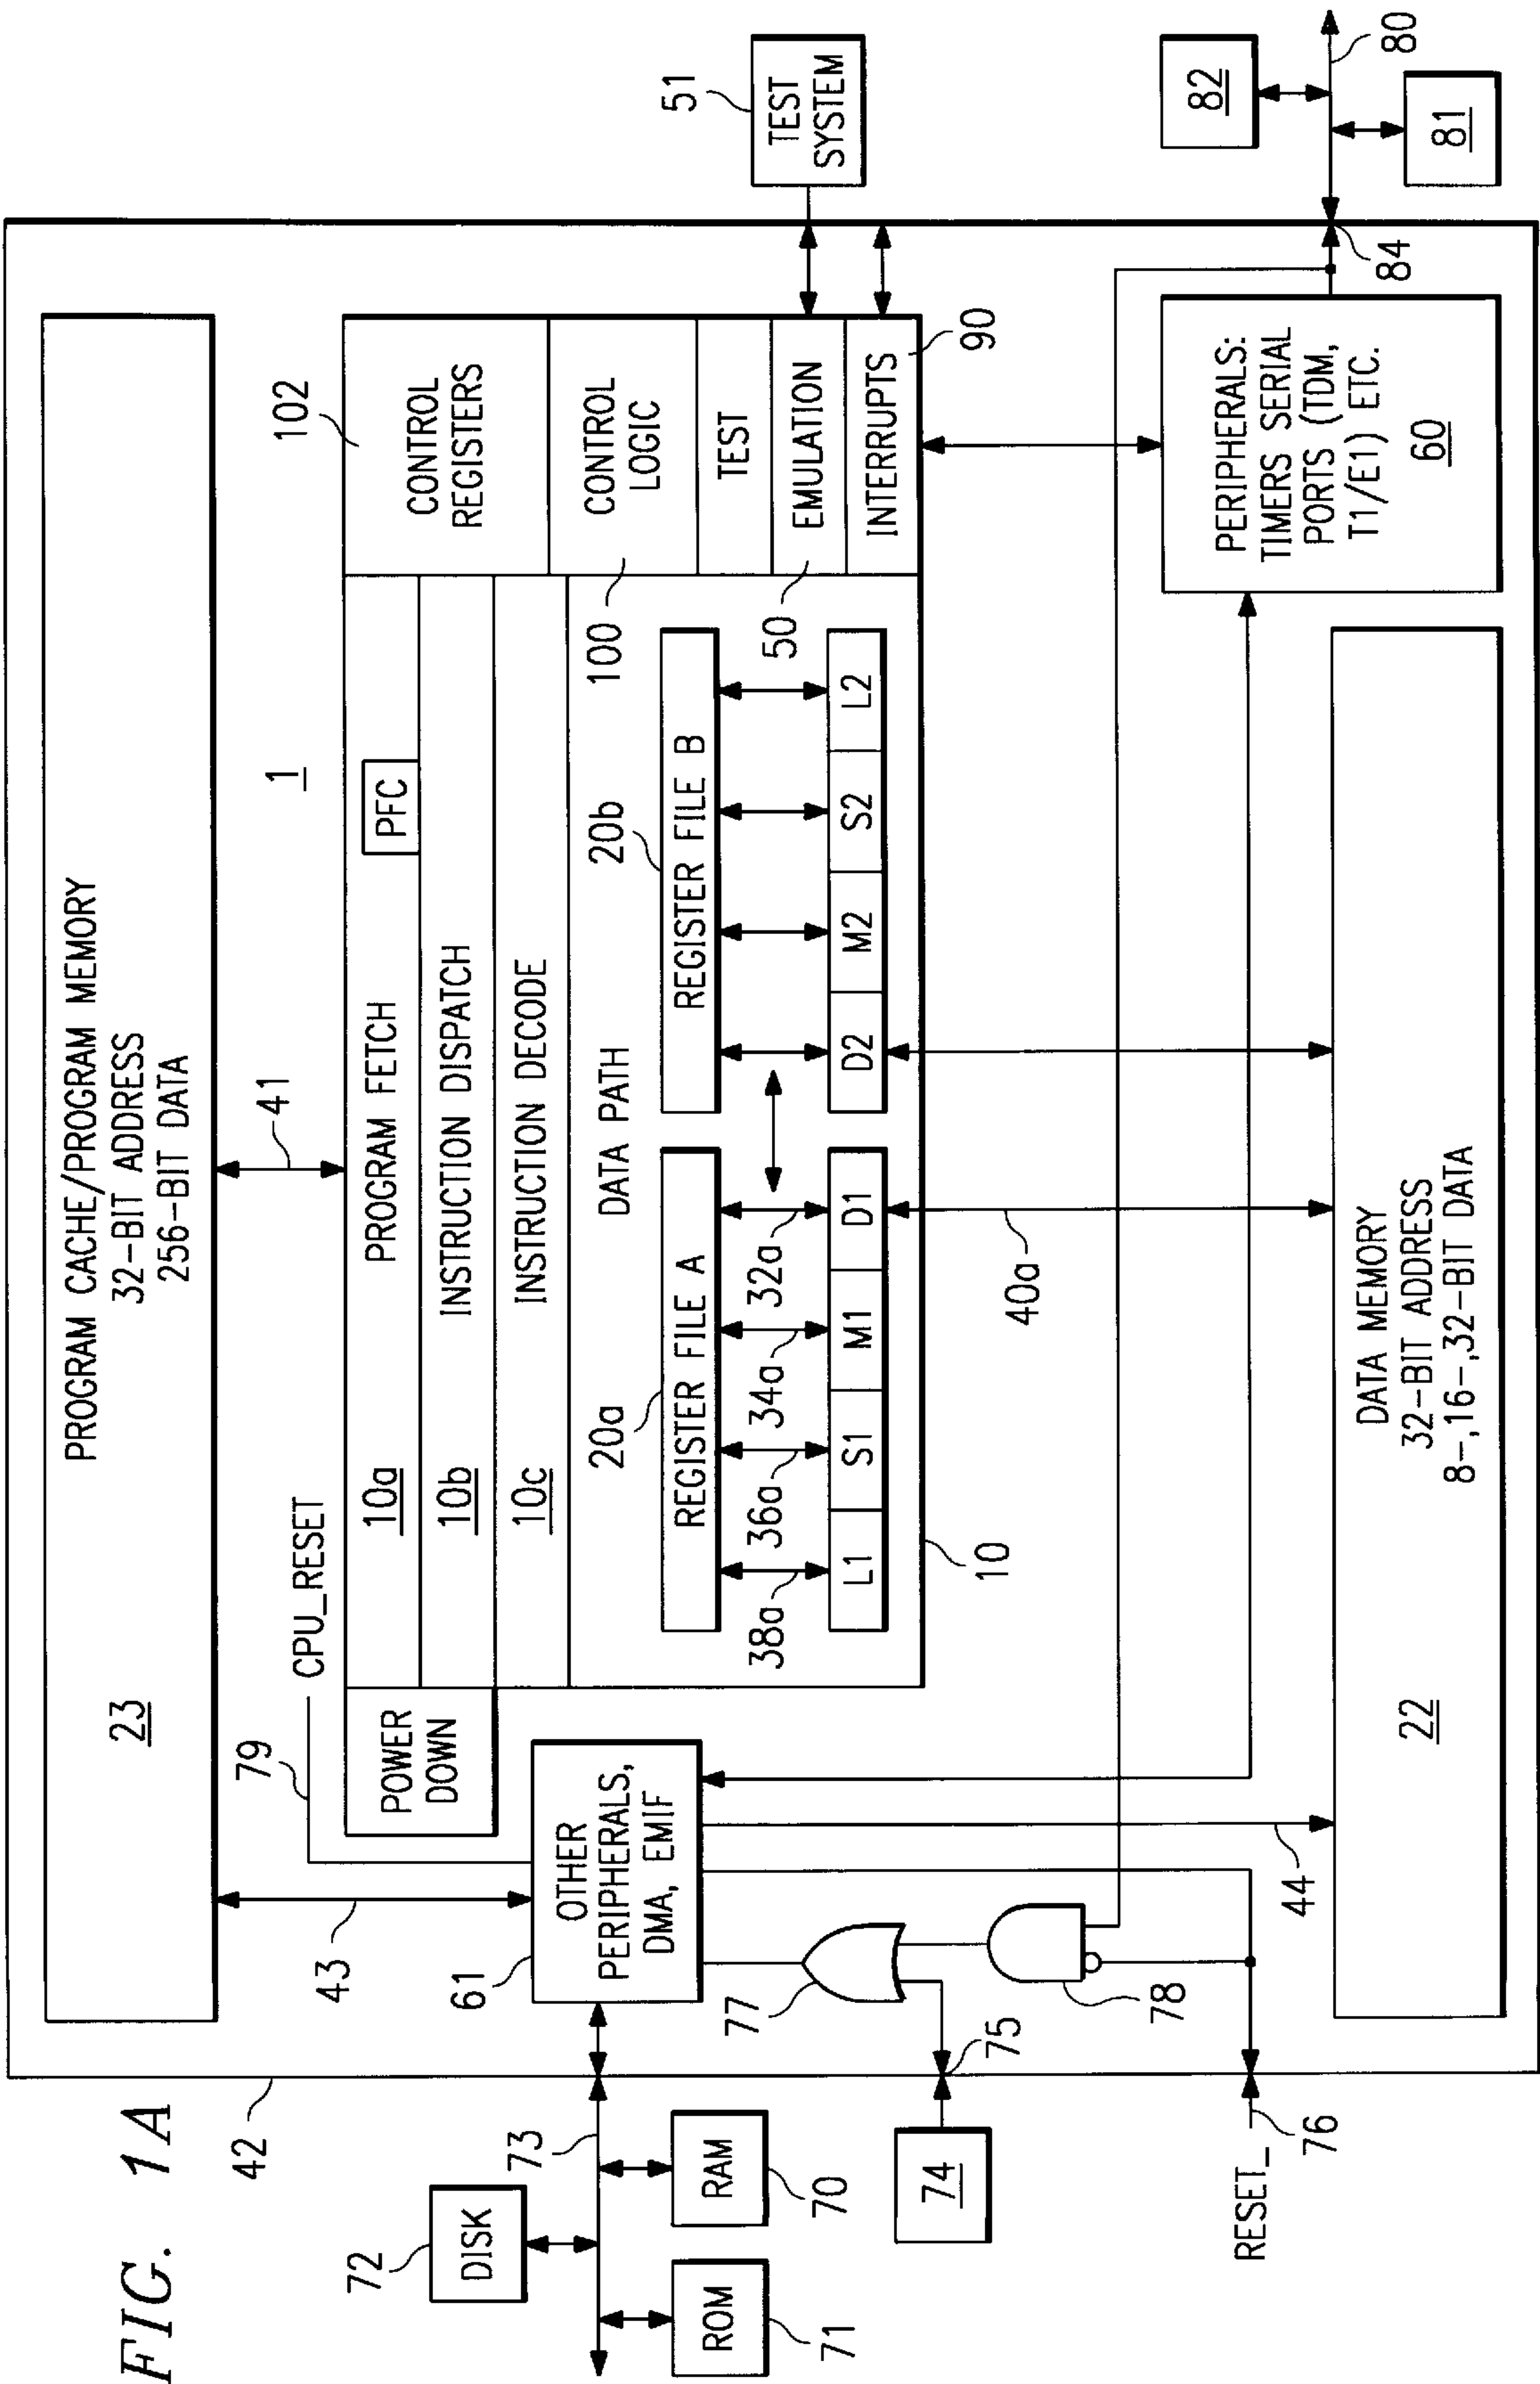 FIG. 1A
PROGRAM CACHE/PROGRAM MEMORY
32-BIT ADDRESS
256-BIT DATA
23
42
43
41
1
79
CPU_RESET
POWER
DOWN
10a
PROGRAM FETCH
PFC
10b
INSTRUCTION DISPATCH
10c
INSTRUCTION DECODE
DATA PATH
102
CONTROL
REGISTERS
CONTROL
LOGIC
100
TEST
EMULATION
50
INTERRUPTS
90
20a
REGISTER FILE A
20b
REGISTER FILE B
38a
36a
34a
32a
L1
S1
M1
D1
D2
M2
S2
L2
10
40a
51
TEST
SYSTEM
61
OTHER
PERIPHERALS,
DMA, EMIF
72
DISK
73
ROM
71
RAM
70
74
75
77
78
RESET_
76
44
DATA MEMORY
32-BIT ADDRESS
8-,16-,32-BIT DATA
22
PERIPHERALS:
TIMERS SERIAL
PORTS (TDM,
T1/E1) ETC.
60
84
82
81
80